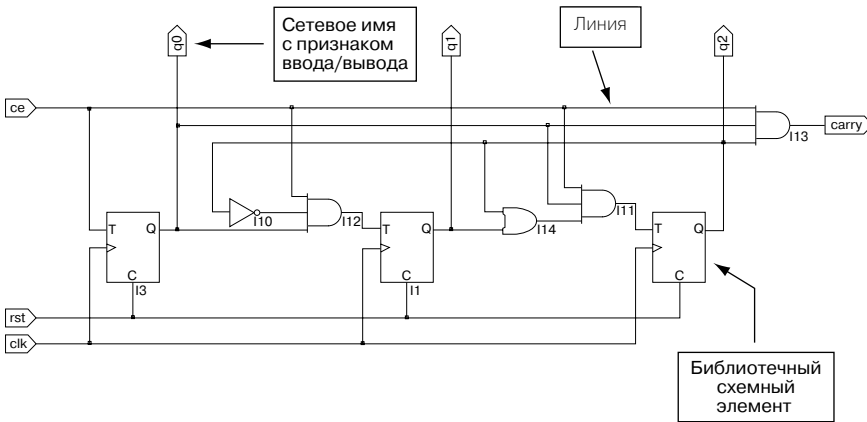 q0
Сетевое имя
с признаком
ввода/вывода
q1
Линия
q2
ce
I13
carry
I10
I12
I14
I11
T
Q
C
I3
T
Q
C
I1
T
Q
C
rst
clk
Библиотечный
схемный
элемент